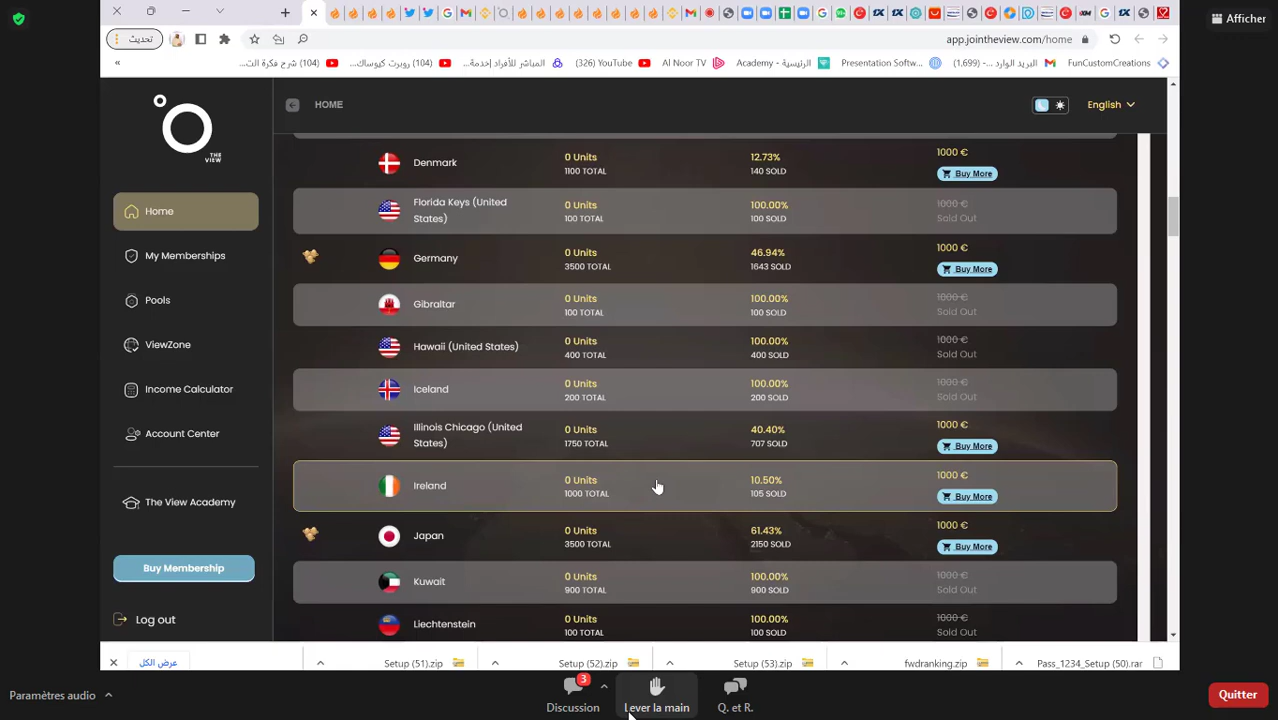 Afficher
تحديث
app.jointheview.com/home
(104) شرح فكرة الت...
(104) روبرت كيوساك...
المباشر للأفراد | خدمة...
(326) YouTube
Al Noor TV
Academy - الرئيسية...
Presentation Softw...
البريد الوارد (1.699) -...
FunCustomCreations
THE VIEW
HOME
English
Home
My Memberships
Pools
ViewZone
Income Calculator
Account Center
The View Academy
Buy Membership
Log out
Denmark 0 Units 12.73% 1000 €
1100 TOTAL 140 SOLD Buy More
Florida Keys (United 0 Units 100.00% 1000 €
States) 100 TOTAL 100 SOLD Sold Out
Germany 0 Units 46.94% 1000 €
3500 TOTAL 1643 SOLD Buy More
Gibraltar 0 Units 100.00% 1000 €
100 TOTAL 100 SOLD Sold Out
Hawaii (United States) 0 Units 100.00% 1000 €
400 TOTAL 400 SOLD Sold Out
Iceland 0 Units 100.00% 1000 €
200 TOTAL 200 SOLD Sold Out
Illinois Chicago (United 0 Units 40.40% 1000 €
States) 1750 TOTAL 707 SOLD Buy More
Ireland 0 Units 10.50% 1000 €
1000 TOTAL 105 SOLD Buy More
Japan 0 Units 61.43% 1000 €
3500 TOTAL 2150 SOLD Buy More
Kuwait 0 Units 100.00% 1000 €
900 TOTAL 900 SOLD Sold Out
Liechtenstein 0 Units 100.00% 1000 €
100 TOTAL 100 SOLD Sold Out
عرض الكل
Setup (51).zip
Setup (52).zip
Setup (53).zip
fwdranking.zip
Pass_1234_Setup (50).rar
Paramètres audio
3
Discussion
Lever la main
Q. et R.
Quitter